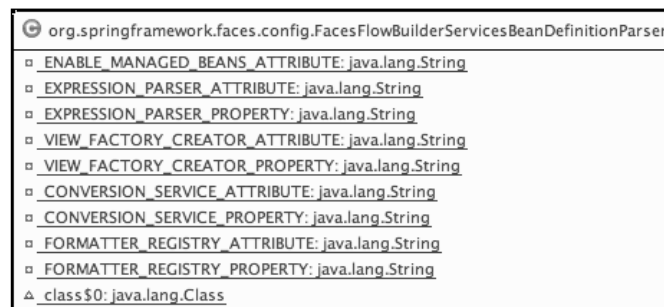 C org.springframework.faces.config.FacesFlowBuilderServicesBeanDefinitionParser
ENABLE_MANAGED_BEANS_ATTRIBUTE: java.lang.String
EXPRESSION_PARSER_ATTRIBUTE: java.lang.String
EXPRESSION_PARSER_PROPERTY: java.lang.String
VIEW_FACTORY_CREATOR_ATTRIBUTE: java.lang.String
VIEW_FACTORY_CREATOR_PROPERTY: java.lang.String
CONVERSION_SERVICE_ATTRIBUTE: java.lang.String
CONVERSION_SERVICE_PROPERTY: java.lang.String
FORMATTER_REGISTRY_ATTRIBUTE: java.lang.String
FORMATTER_REGISTRY_PROPERTY: java.lang.String
class$0: java.lang.Class